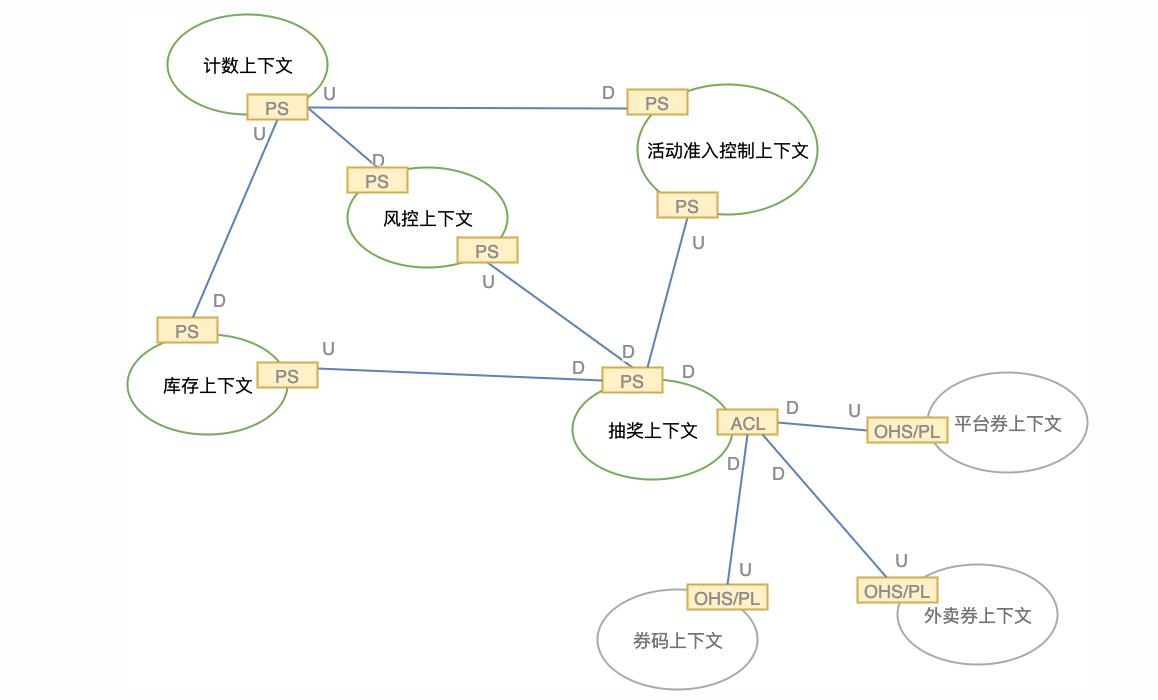 计数上下文
PS
U
U
D
PS
活动准入控制上下文
D
PS
风控上下文
PS
U
PS
U
D
PS
库存上下文
PS
U
D
D
D
PS
抽奖上下文
ACL
D
U
OHS/PL
平台券上下文
D
D
U
OHS/PL
券码上下文
U
OHS/PL
外卖券上下文